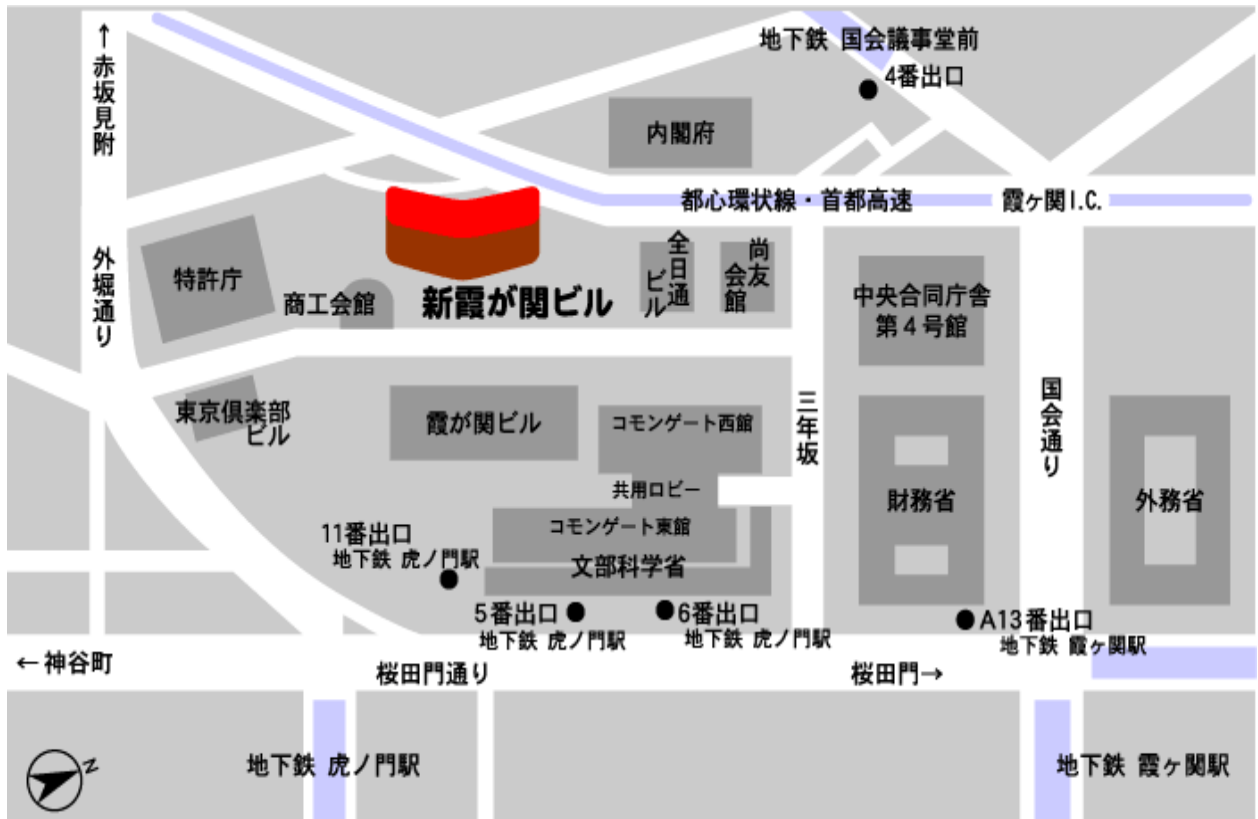 ↑赤坂見附
地下鉄 国会議事堂前
4番出口
内閣府
都心環状線・首都高速
霞ヶ関I.C.
外堀通り
特許庁
商工会館
新霞が関ビル
全日通
ビル
尚友
会館
中央合同庁舎
第4号館
東京倶楽部
ビル
霞が関ビル
コモンゲート西館
三年坂
国会通り
共用ロビー
財務省
外務省
コモンゲート東館
11番出口
地下鉄 虎ノ門駅
文部科学省
5番出口
地下鉄 虎ノ門駅
6番出口
地下鉄 虎ノ門駅
A13番出口
地下鉄 霞ヶ関駅
←神谷町
桜田門通り
桜田門→
地下鉄 虎ノ門駅
地下鉄 霞ヶ関駅
N